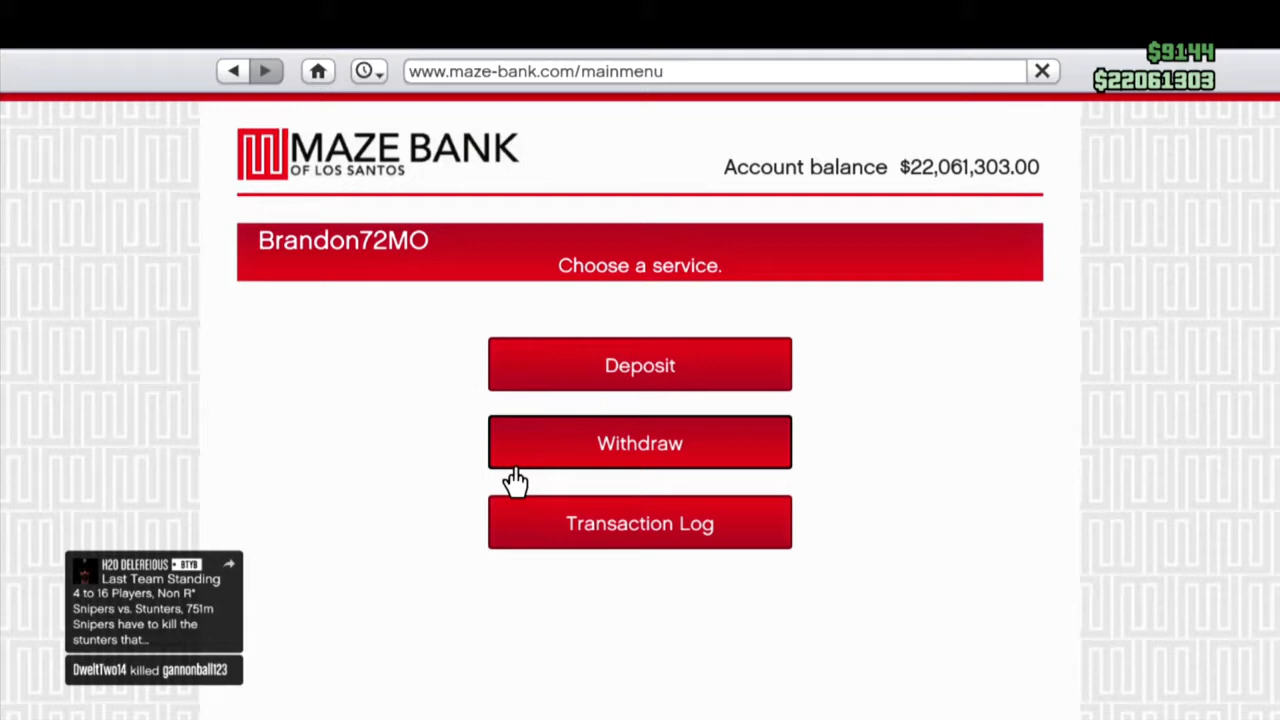 $9144
www.maze-bank.com/mainmenu
$22061303
MAZE BANK
OF LOS SANTOS
Account balance $22,061,303.00
Brandon72MO
Choose a service.
Deposit
Withdraw
Transaction Log
H2O DELEREIOUS BTYB
Last Team Standing
4 to 16 Players, Non R*
Snipers vs. Stunters, 751m
Snipers have to kill the
stunters that...
DweltTwo14 killed gannonball123